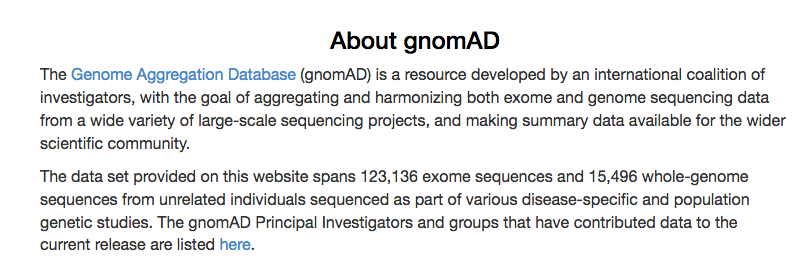 About gnomAD
The Genome Aggregation Database (gnomAD) is a resource developed by an international coalition of
investigators, with the goal of aggregating and harmonizing both exome and genome sequencing data
from a wide variety of large-scale sequencing projects, and making summary data available for the wider
scientific community.
The data set provided on this website spans 123,136 exome sequences and 15,496 whole-genome
sequences from unrelated individuals sequenced as part of various disease-specific and population
genetic studies. The gnomAD Principal Investigators and groups that have contributed data to the
current release are listed here.